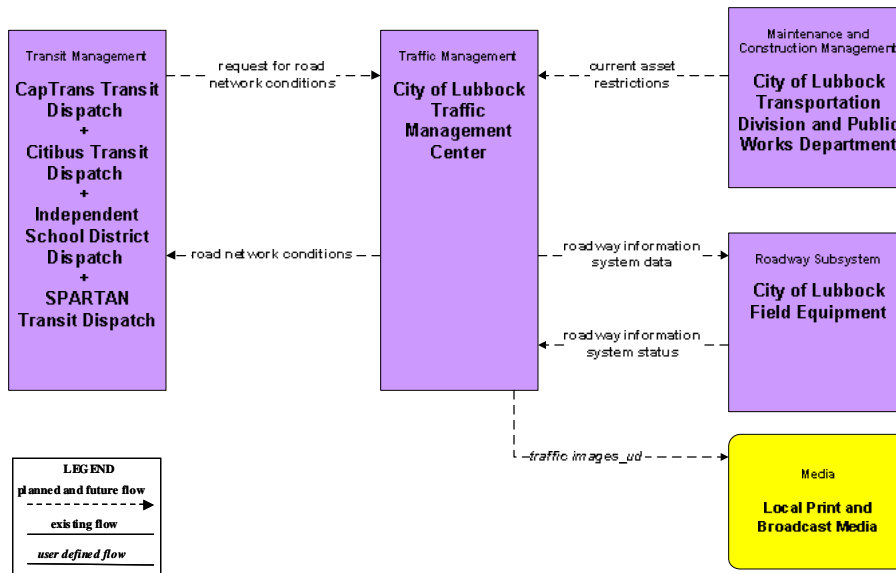 Transit Management
CapTrans Transit
Dispatch
+
Citibus Transit
Dispatch
+
Independent
School District
Dispatch
+
SPARTAN
Transit Dispatch
request for road
network conditions
road network conditions
Traffic Management
City of Lubbock
Traffic
Management
Center
current asset
restrictions
Maintenance and
Construction Management
City of Lubbock
Transportation
Division and Public
Works Department
roadway information
system data
roadway information
system status
Roadway Subsystem
City of Lubbock
Field Equipment
traffic images_ud
Media
Local Print and
Broadcast Media
LEGEND
planned and future flow
existing flow
user defined flow